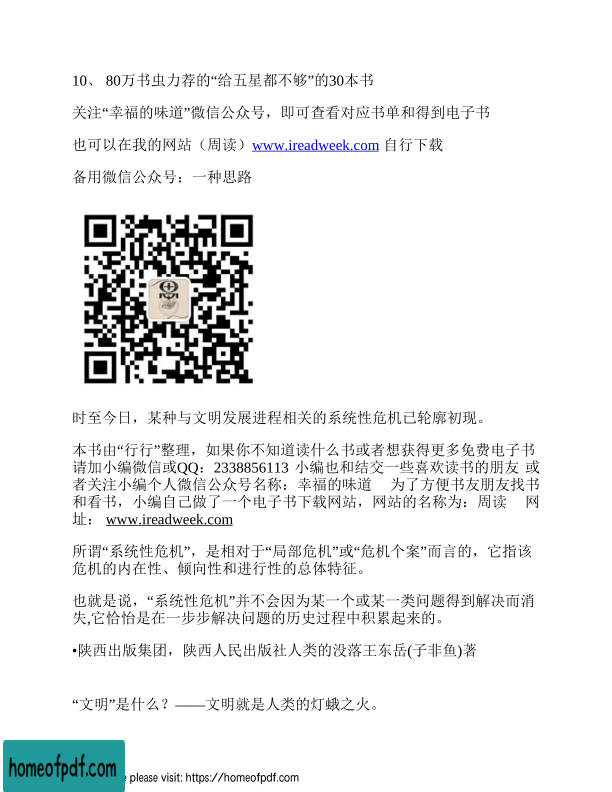 10、 80万书虫力荐的“给五星都不够”的30本书
关注“幸福的味道”微信公众号，即可查看对应书单和得到电子书
也可以在我的网站（周读）www.ireadweek.com 自行下载
备用微信公众号：一种思路
时至今日，某种与文明发展进程相关的系统性危机已轮廓初现。
本书由“行行”整理，如果你不知道读什么书或者想获得更多免费电子书
请加小编微信或QQ：2338856113 小编也和结交一些喜欢读书的朋友 或
者关注小编个人微信公众号名称：幸福的味道 为了方便书友朋友找书
和看书，小编自己做了一个电子书下载网站，网站的名称为：周读 网
址： www.ireadweek.com
所谓“系统性危机”，是相对于“局部危机”或“危机个案”而言的，它指该
危机的内在性、倾向性和进行性的总体特征。
也就是说，“系统性危机”并不会因为某一个或某一类问题得到解决而消
失,它恰恰是在一步步解决问题的历史过程中积累起来的。
•陕西出版集团，陕西人民出版社人类的没落王东岳(子非鱼)著
“文明”是什么？——文明就是人类的灯蛾之火。
homeofpdf.com
please visit: https://homeofpdf.com